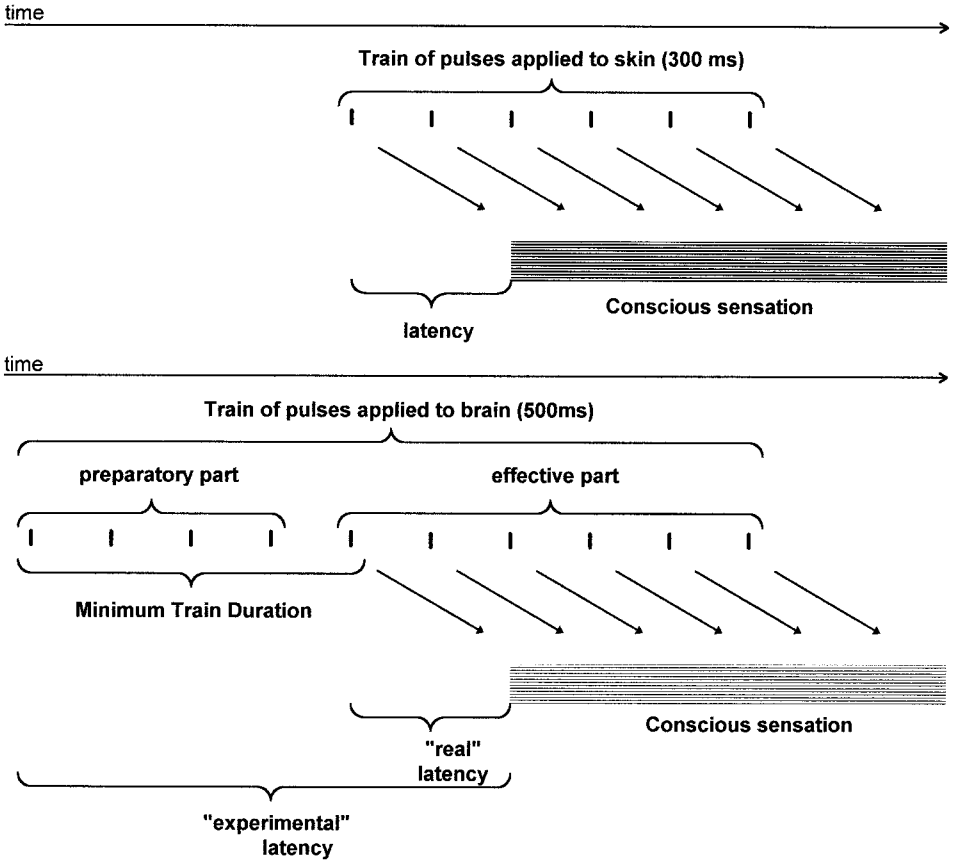 time
Train of pulses applied to skin (300 ms)
Conscious sensation
latency
time
Train of pulses applied to brain (500ms)
preparatory part
effective part
Minimum Train Duration
Conscious sensation
"real"
latency
"experimental"
latency